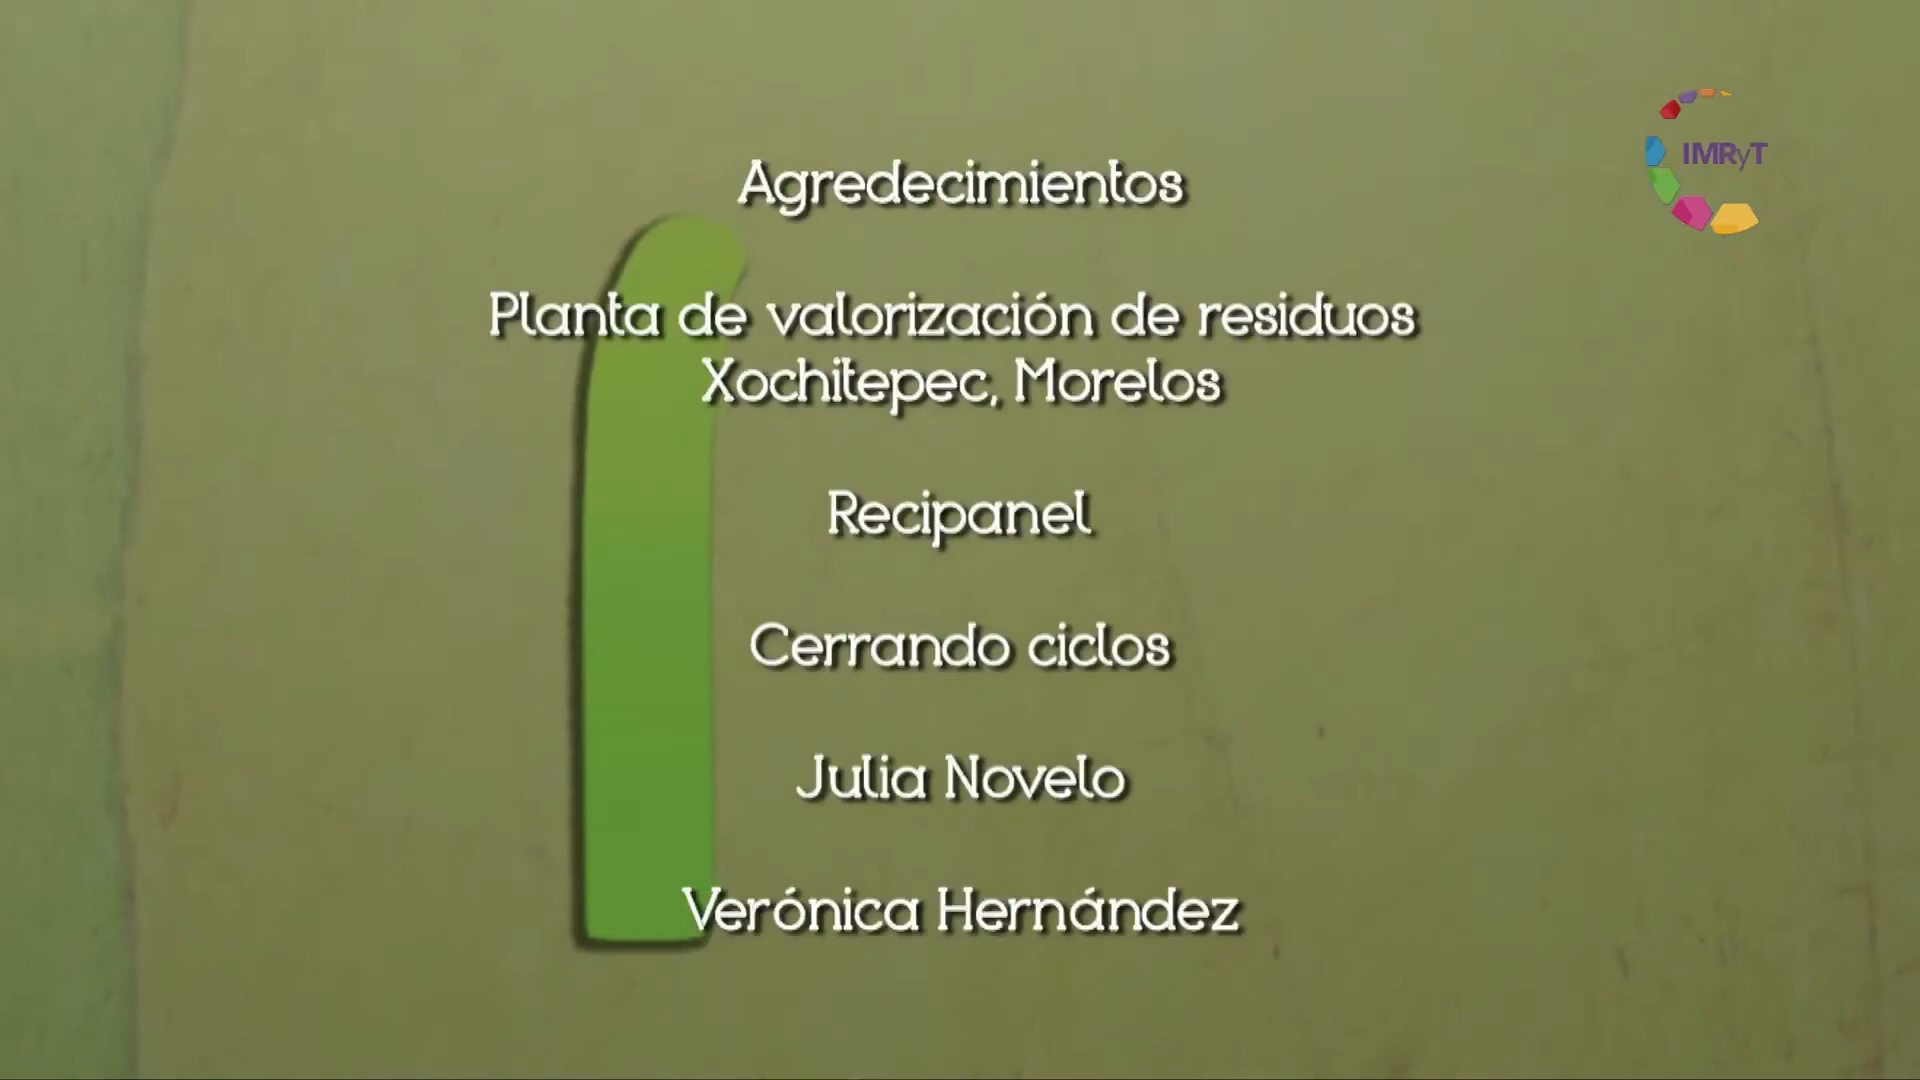 IMRyT
Agredecimientos
Planta de valorización de residuos
Xochitepec, Morelos
Recipanel
Cerrando ciclos
Julia Novelo
Verónica Hernández